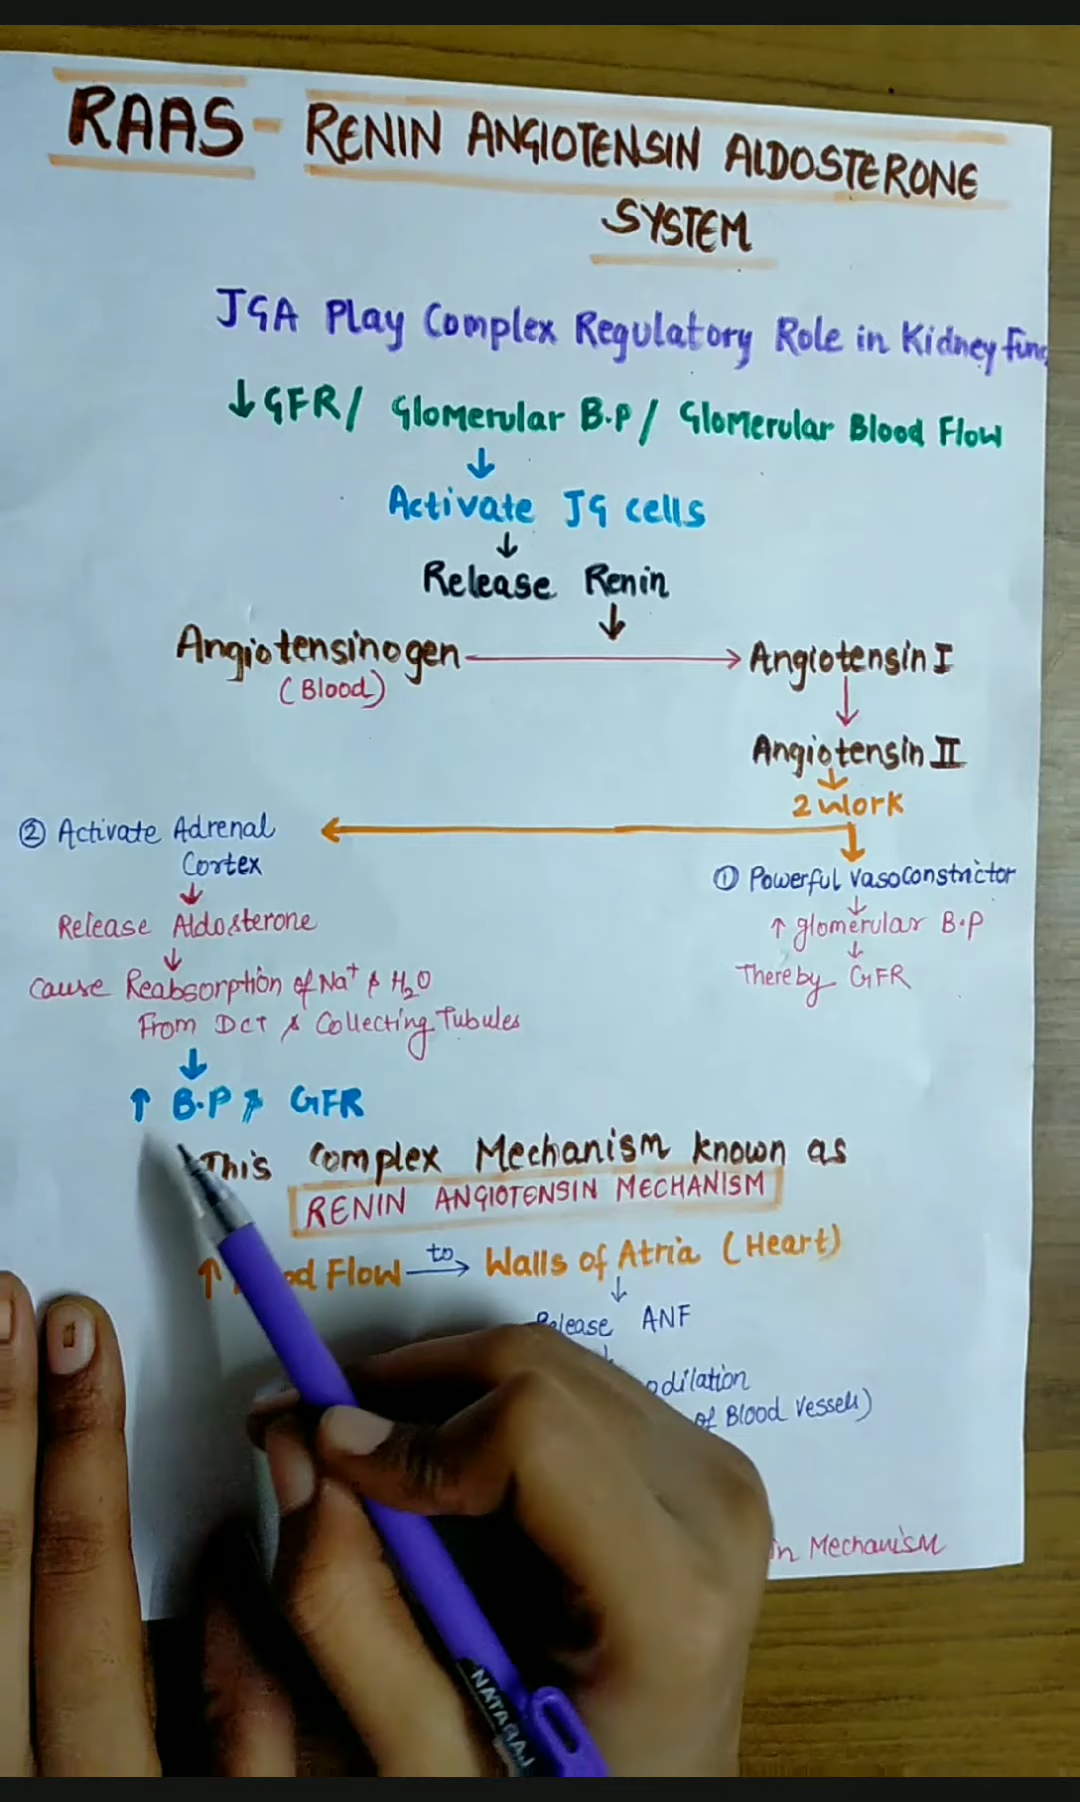 RAAS - RENIN ANGIOTENSIN ALDOSTERONE
SYSTEM
JGA Play Complex Regulatory Role in Kidney Func
↓ GFR / Glomerular B.P / Glomerular Blood Flow
↓
Activate JG cells
↓
Release Renin
↓
Angiotensinogen → Angiotensin I
(Blood)
↓
Angiotensin II
↓
2 Work
① Powerful Vasoconstrictor
↓
↑ glomerular B.P
↓
Thereby GFR
② Activate Adrenal
Cortex
↓
Release Aldosterone
↓
Cause Reabsorption of Na⁺ & H₂O
From DCT & Collecting Tubules
↓
↑ B.P & GFR
This Complex Mechanism known as
RENIN ANGIOTENSIN MECHANISM
↑ Flow to → Walls of Atria (Heart)
↓
Release ANF
of Blood Vessels)
Mechanism
NATARAJ